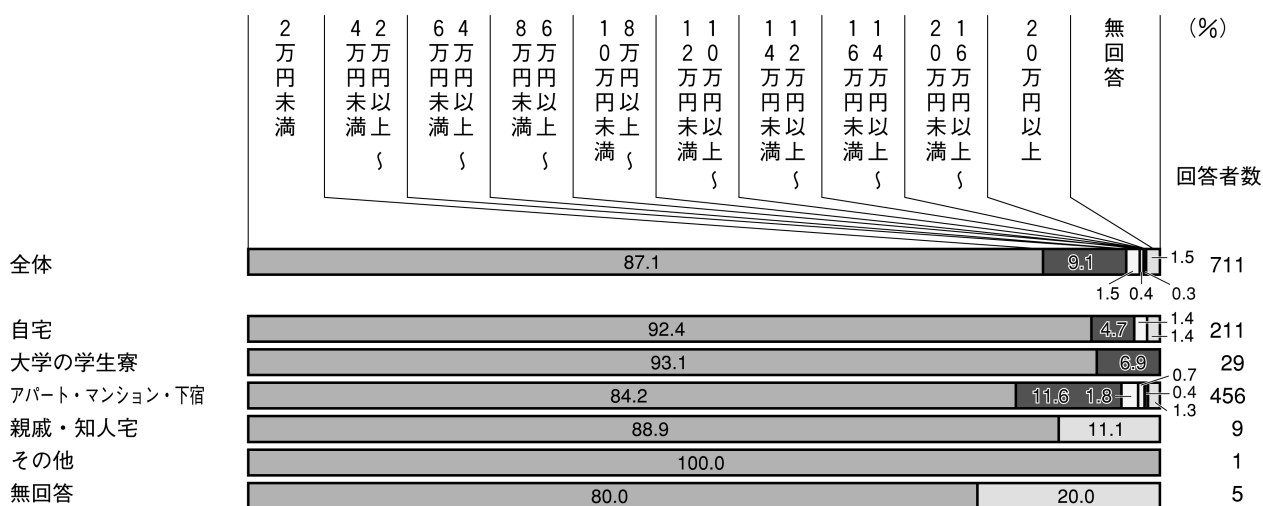 2万円未満
2万円以上～
4万円未満
4万円以上～
6万円未満
6万円以上～
8万円未満
8万円以上～
10万円未満
10万円以上～
12万円未満
12万円以上～
14万円未満
14万円以上～
16万円未満
16万円以上～
20万円未満
20万円以上
無回答
(%)
回答者数
全体 87.1 9.1 1.5 0.4 0.3 1.5 711
自宅 92.4 4.7 1.4 1.4 211
大学の学生寮 93.1 6.9 29
アパート・マンション・下宿 84.2 11.6 1.8 0.7 0.4 1.3 456
親戚・知人宅 88.9 11.1 9
その他 100.0 1
無回答 80.0 20.0 5